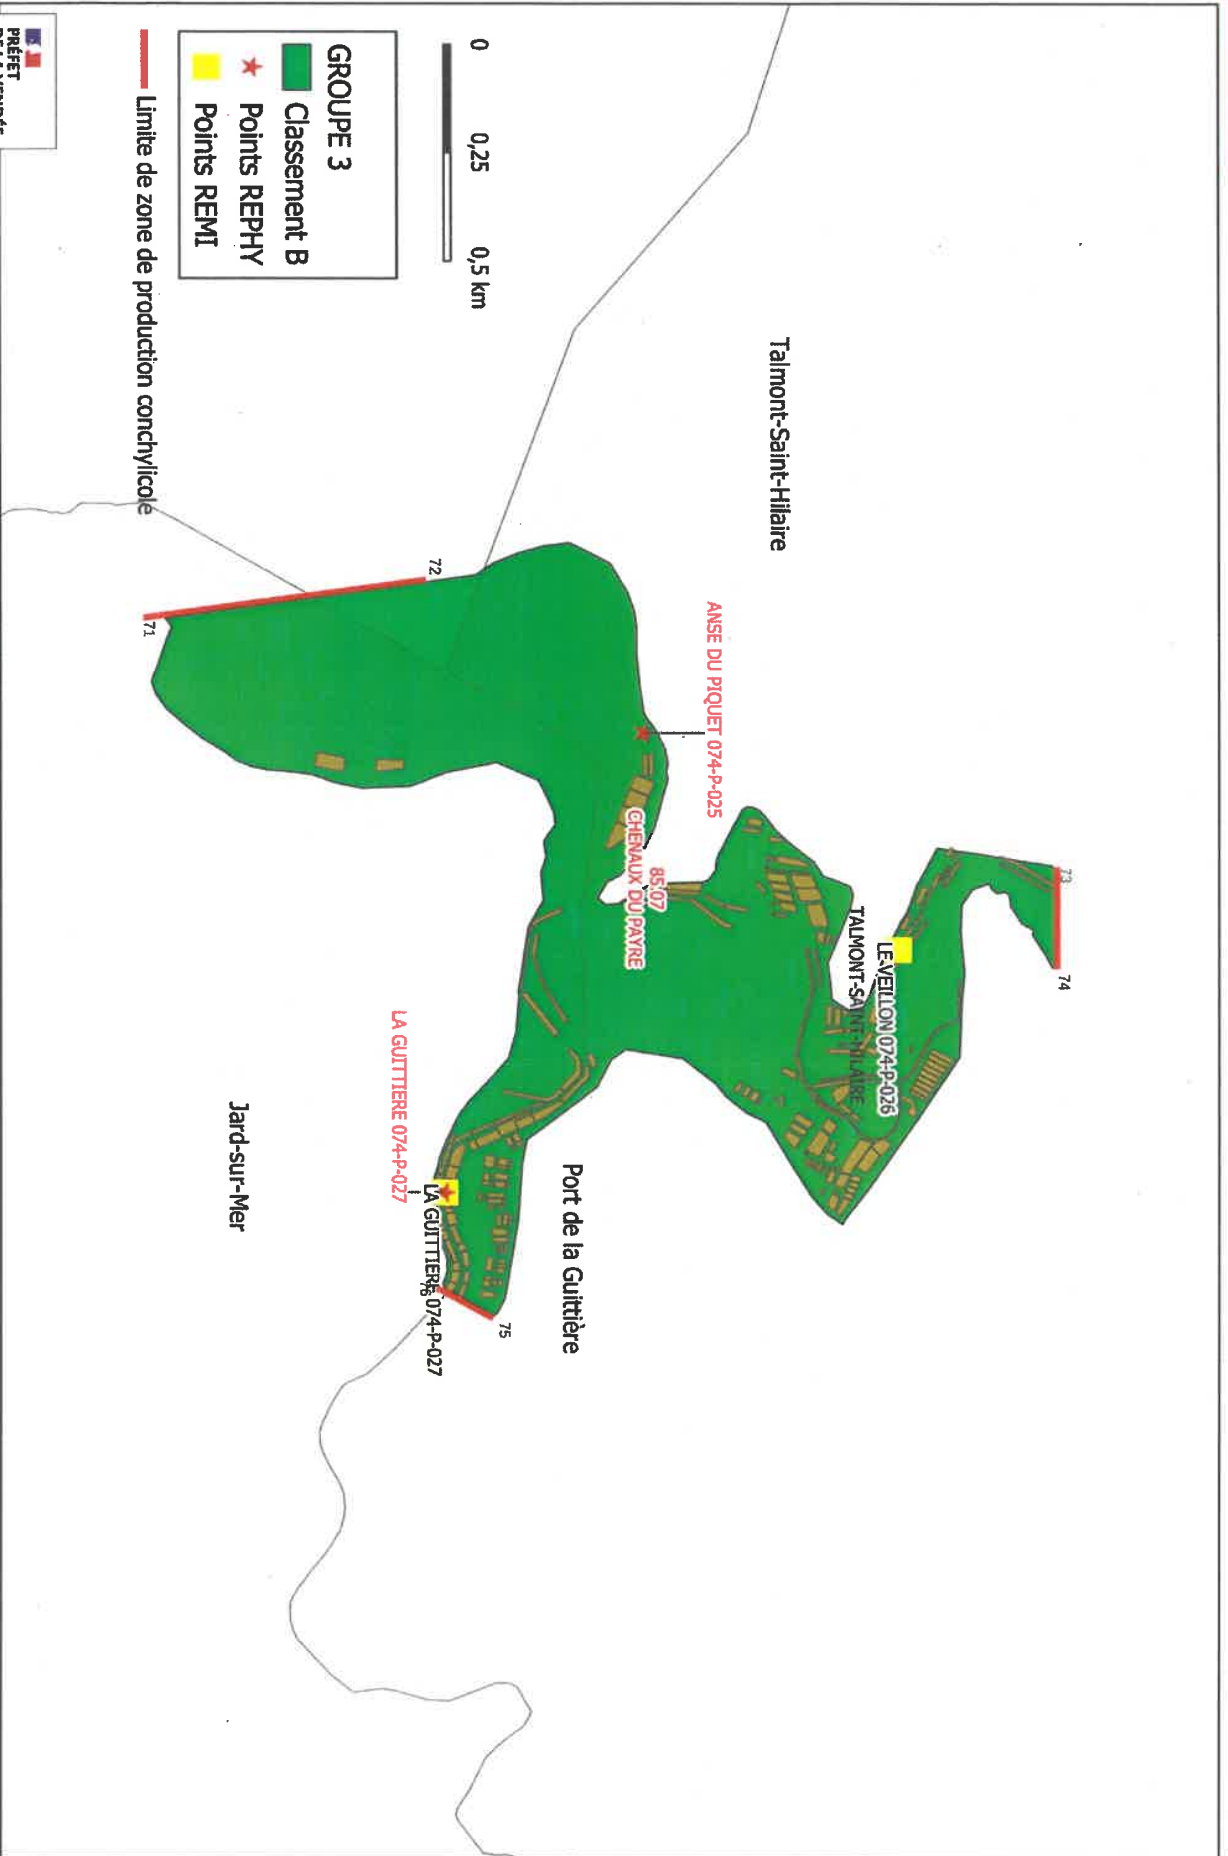 Talmont-Saint-Hilaire
73
74
LE VEILLON 074-P-026
TALMONT-SAINT-HILAIRE
ANSE DU PIQUET 074-P-025
85.07
CHENAUX DU PAYRE
Port de la Guittière
72
71
75
76
LA GUITTIERE 074-P-027
LA GUITTIERE 074-P-027
Jard-sur-Mer
0 0,25 0,5 km
GROUPE 3
Classement B
Points REPHY
Points REMI
Limite de zone de production conchylicole
PRÉFET